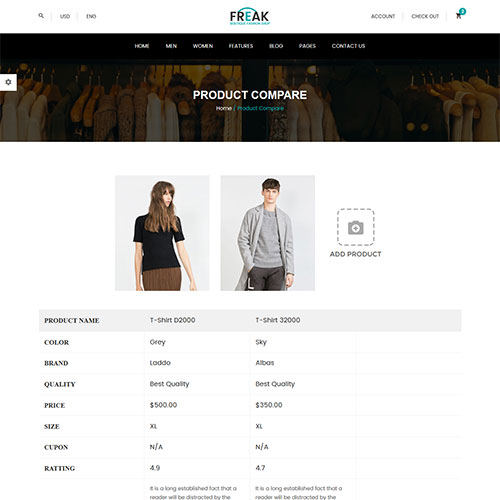 USD
ENG
FREAK
BOUTIQUE FASHION SHOP
ACCOUNT
CHECK OUT
3
HOME MEN WOMEN FEATURES BLOG PAGES CONTACT US
PRODUCT COMPARE
Home / Product Compare
ADD PRODUCT
PRODUCT NAME T-Shirt D2000 T-Shirt 32000
COLOR Grey Sky
BRAND Laddo Albas
QUALITY Best Quality Best Quality
PRICE $500.00 $350.00
SIZE XL XL
CUPON N/A N/A
RATTING 4.9 4.7
It is a long established fact that a It is a long established fact that a
reader will be distracted by the reader will be distracted by the